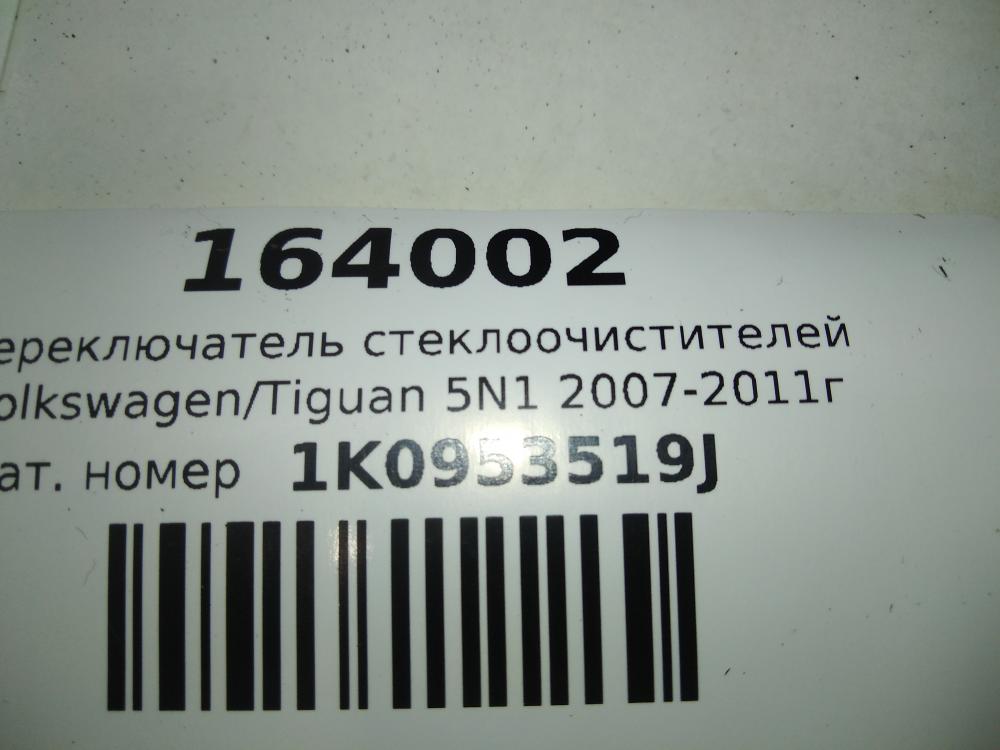 164002
ереключатель стеклоочистителей
olkswagen/Tiguan 5N1 2007-2011г
ат. номер 1K0953519J